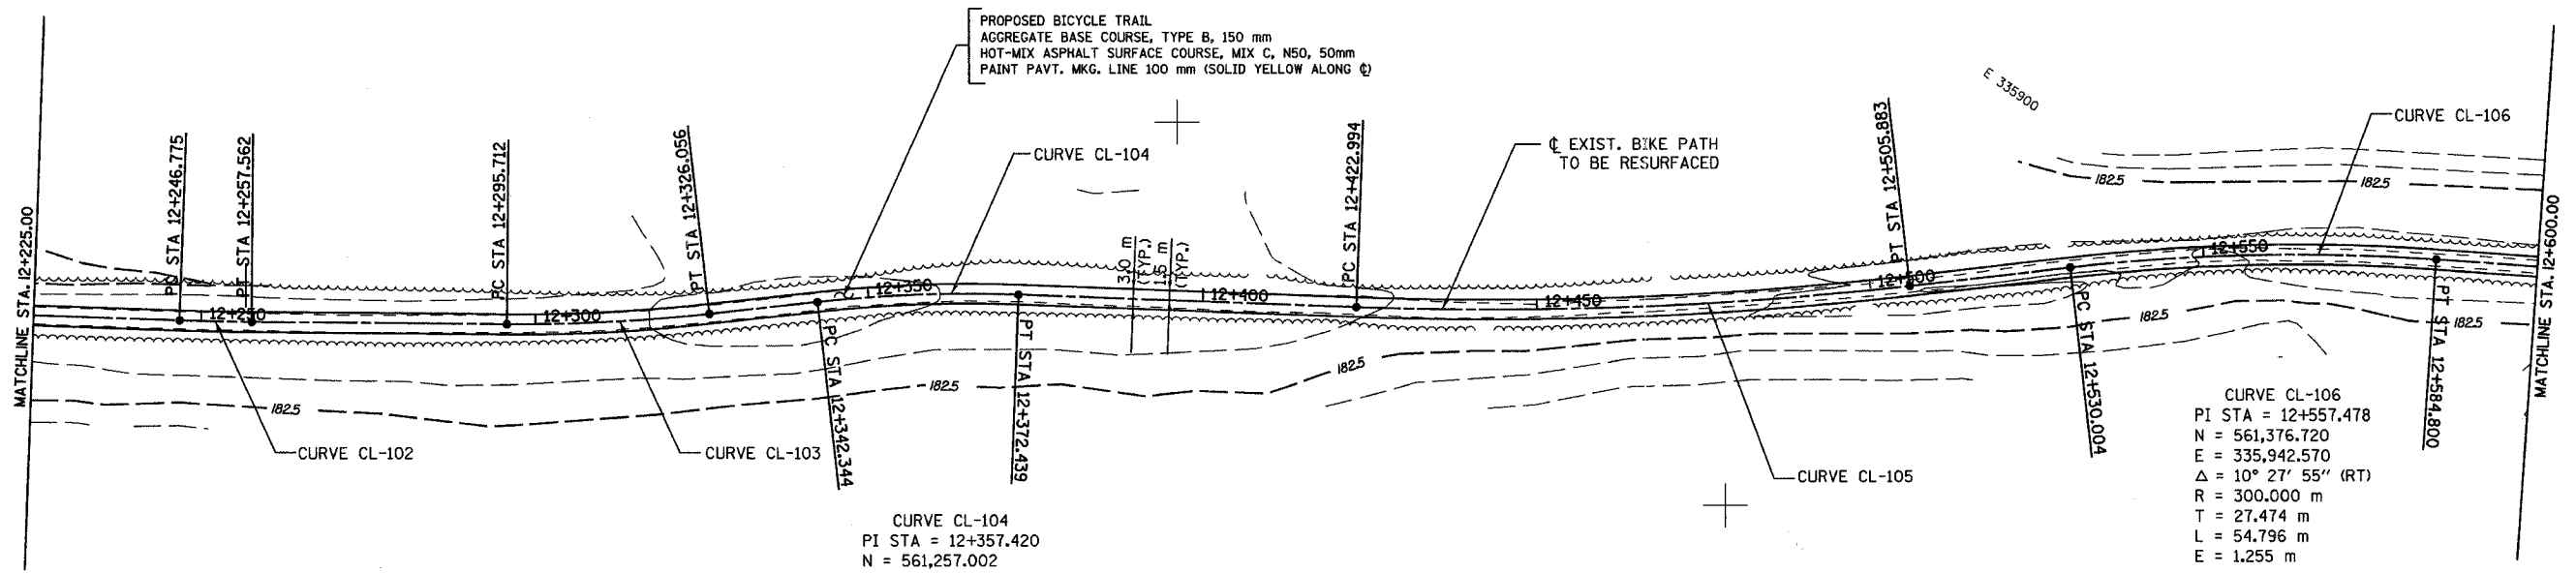 PROPOSED BICYCLE TRAIL
AGGREGATE BASE COURSE, TYPE B, 150 mm
HOT-MIX ASPHALT SURFACE COURSE, MIX C, N50, 50mm
PAINT PAVT. MKG. LINE 100 mm (SOLID YELLOW ALONG ℄)
E 335900
CURVE CL-106
CURVE CL-104
℄ EXIST. BIKE PATH
TO BE RESURFACED
MATCHLINE STA. 12+225.00
PC STA 12+246.775
PT STA 12+257.562
PC STA 12+295.712
PT STA 12+326.056
PC STA 12+422.994
PT STA 12+505.883
MATCHLINE STA. 12+600.00
182.5
182.5
3.0 m
(TYP.)
1.5 m
(TYP.)
12+250
12+300
12+350
12+400
12+450
12+500
12+550
182.5
182.5
182.5
182.5
182.5
PC STA 12+342.344
PT STA 12+372.439
PC STA 12+530.004
PT STA 12+584.800
CURVE CL-102
CURVE CL-103
CURVE CL-105
CURVE CL-104
PI STA = 12+357.420
N = 561,257.002
CURVE CL-106
PI STA = 12+557.478
N = 561,376.720
E = 335,942.570
Δ = 10° 27' 55" (RT)
R = 300.000 m
T = 27.474 m
L = 54.796 m
E = 1.255 m